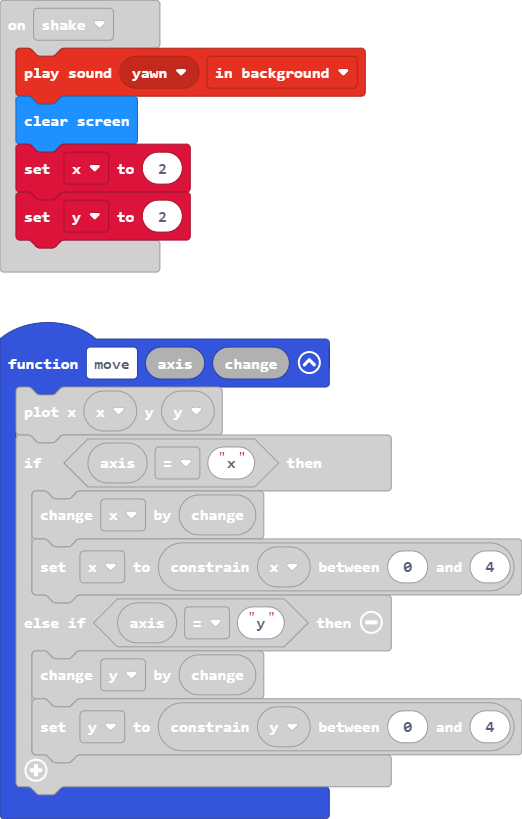 on shake
play sound yawn in background
clear screen
set x to 2
set y to 2
function move axis change
plot x x y y
if axis = "x" then
change x by change
set x to constrain x between 0 and 4
else if axis = "y" then
change y by change
set y to constrain y between 0 and 4